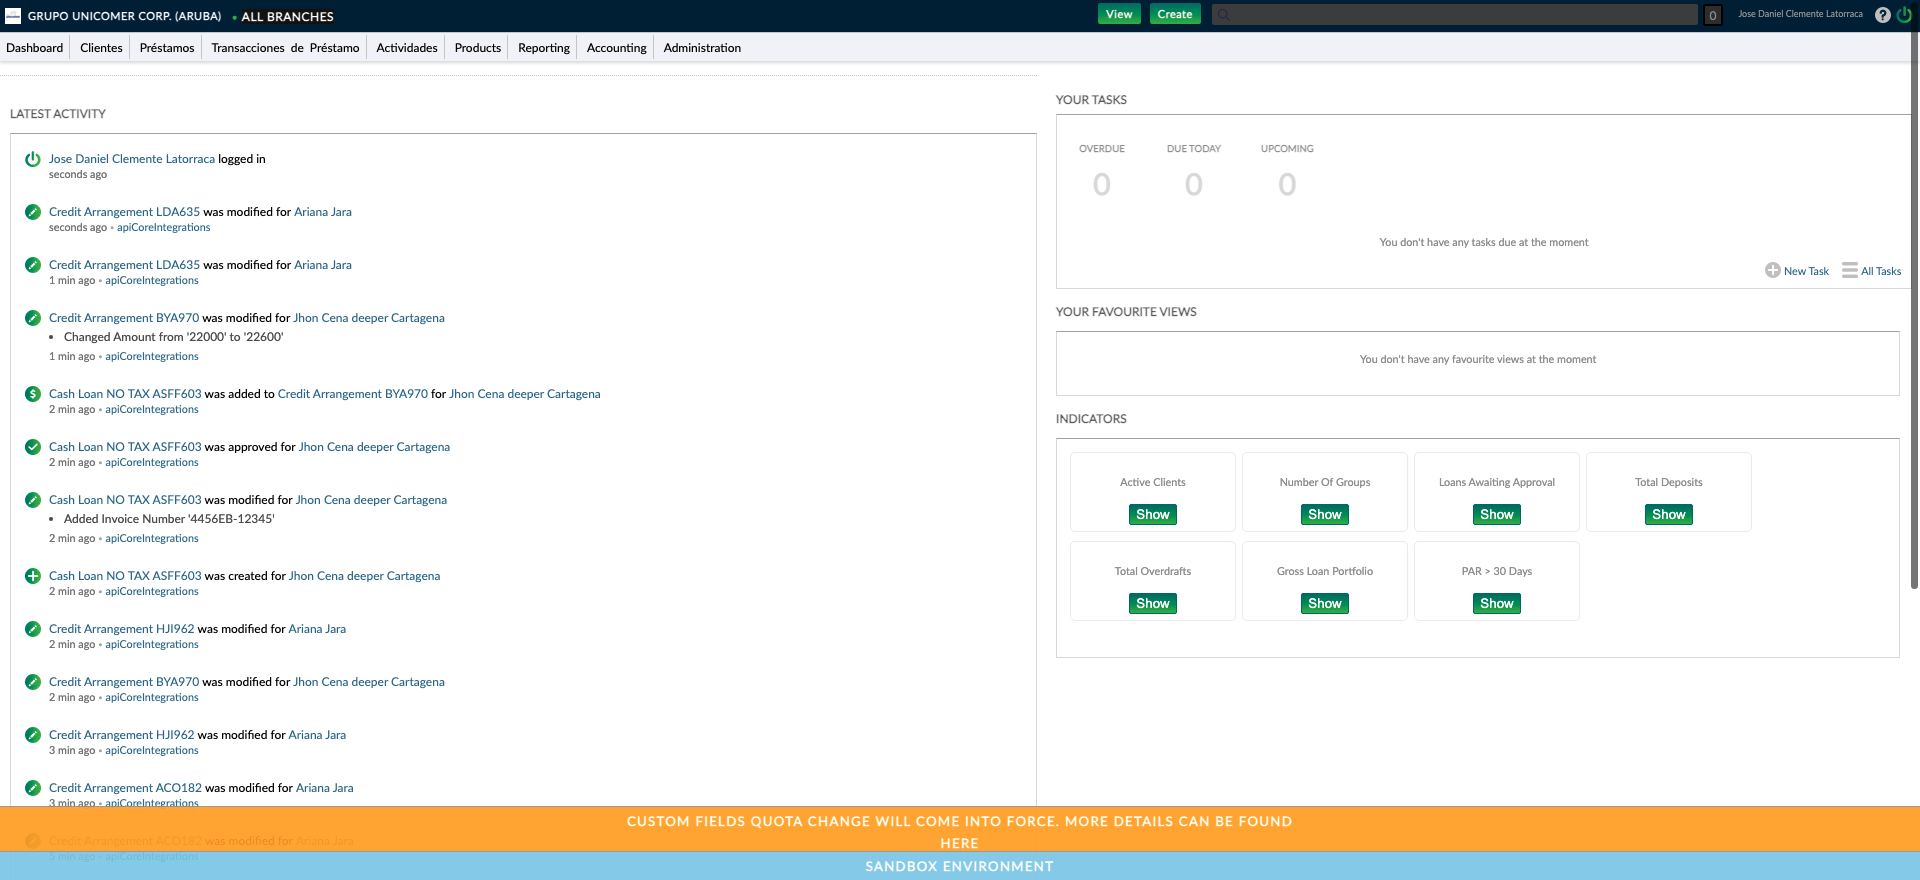 GRUPO UNICOMER CORP. (ARUBA) • ALL BRANCHES
View Create 0 Jose Daniel Clemente Latorraca ?
Dashboard Clientes Préstamos Transacciones de Préstamo Actividades Products Reporting Accounting Administration
LATEST ACTIVITY
Jose Daniel Clemente Latorraca logged in
seconds ago
Credit Arrangement LDA635 was modified for Ariana Jara
seconds ago • apiCoreIntegrations
Credit Arrangement LDA635 was modified for Ariana Jara
1 min ago • apiCoreIntegrations
Credit Arrangement BYA970 was modified for Jhon Cena deeper Cartagena
• Changed Amount from '22000' to '22600'
1 min ago • apiCoreIntegrations
Cash Loan NO TAX ASFF603 was added to Credit Arrangement BYA970 for Jhon Cena deeper Cartagena
2 min ago • apiCoreIntegrations
Cash Loan NO TAX ASFF603 was approved for Jhon Cena deeper Cartagena
2 min ago • apiCoreIntegrations
Cash Loan NO TAX ASFF603 was modified for Jhon Cena deeper Cartagena
• Added Invoice Number '4456EB-12345'
2 min ago • apiCoreIntegrations
Cash Loan NO TAX ASFF603 was created for Jhon Cena deeper Cartagena
2 min ago • apiCoreIntegrations
Credit Arrangement HJI962 was modified for Ariana Jara
2 min ago • apiCoreIntegrations
Credit Arrangement BYA970 was modified for Jhon Cena deeper Cartagena
2 min ago • apiCoreIntegrations
Credit Arrangement HJI962 was modified for Ariana Jara
3 min ago • apiCoreIntegrations
Credit Arrangement ACO182 was modified for Ariana Jara
3 min ago • apiCoreIntegrations
Credit Arrangement ACO182 was modified for Ariana Jara
5 min ago • apiCoreIntegrations
YOUR TASKS
OVERDUE DUE TODAY UPCOMING
0 0 0
You don't have any tasks due at the moment
New Task All Tasks
YOUR FAVOURITE VIEWS
You don't have any favourite views at the moment
INDICATORS
Active Clients Number Of Groups Loans Awaiting Approval Total Deposits
Show Show Show Show
Total Overdrafts Gross Loan Portfolio PAR > 30 Days
Show Show Show
CUSTOM FIELDS QUOTA CHANGE WILL COME INTO FORCE. MORE DETAILS CAN BE FOUND
HERE
SANDBOX ENVIRONMENT